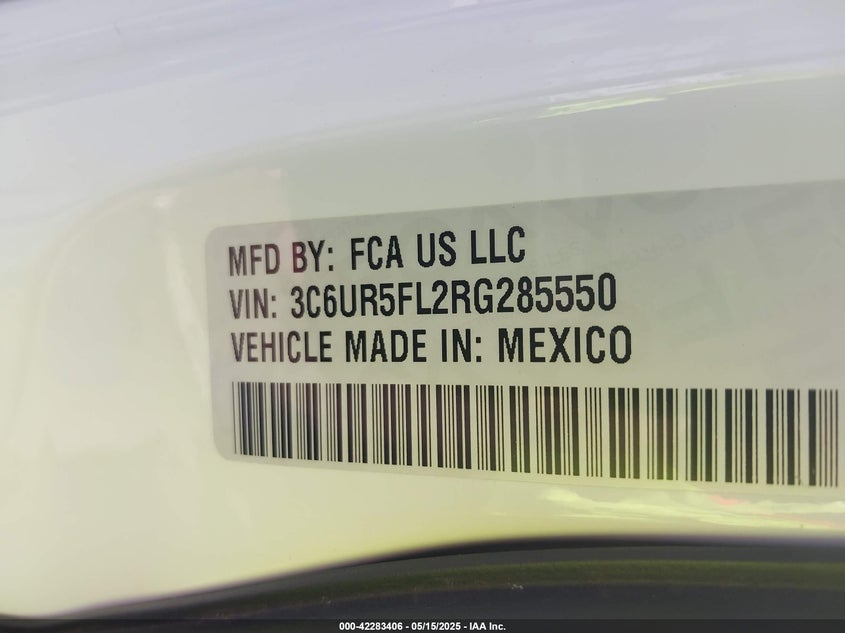 MFD BY: FCA US LLC
VIN: 3C6UR5FL2RG285550
VEHICLE MADE IN: MEXICO
000-42283406 - 05/15/2025 - IAA Inc.